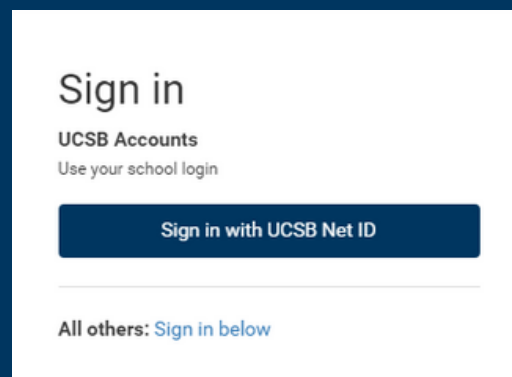 Sign in
UCSB Accounts
Use your school login
Sign in with UCSB Net ID
All others: Sign in below